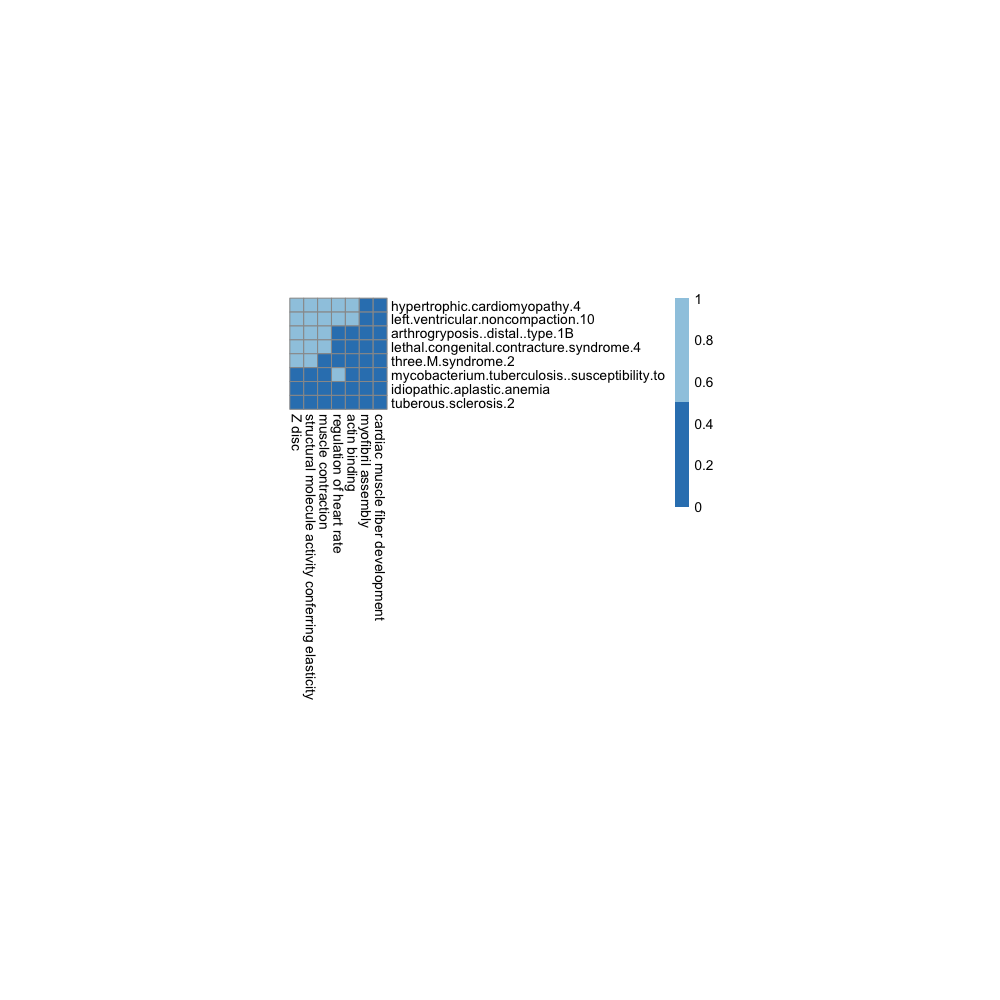 hypertrophic.cardiomyopathy.4
left.ventricular.noncompaction.10
arthrogryposis..distal..type.1B
lethal.congenital.contracture.syndrome.4
three.M.syndrome.2
mycobacterium.tuberculosis..susceptibility.to
idiopathic.aplastic.anemia
tuberous.sclerosis.2
1
0.8
0.6
0.4
0.2
0
Z disc
structural molecule activity conferring elasticity
muscle contraction
regulation of heart rate
actin binding
myofibril assembly
cardiac muscle fiber development